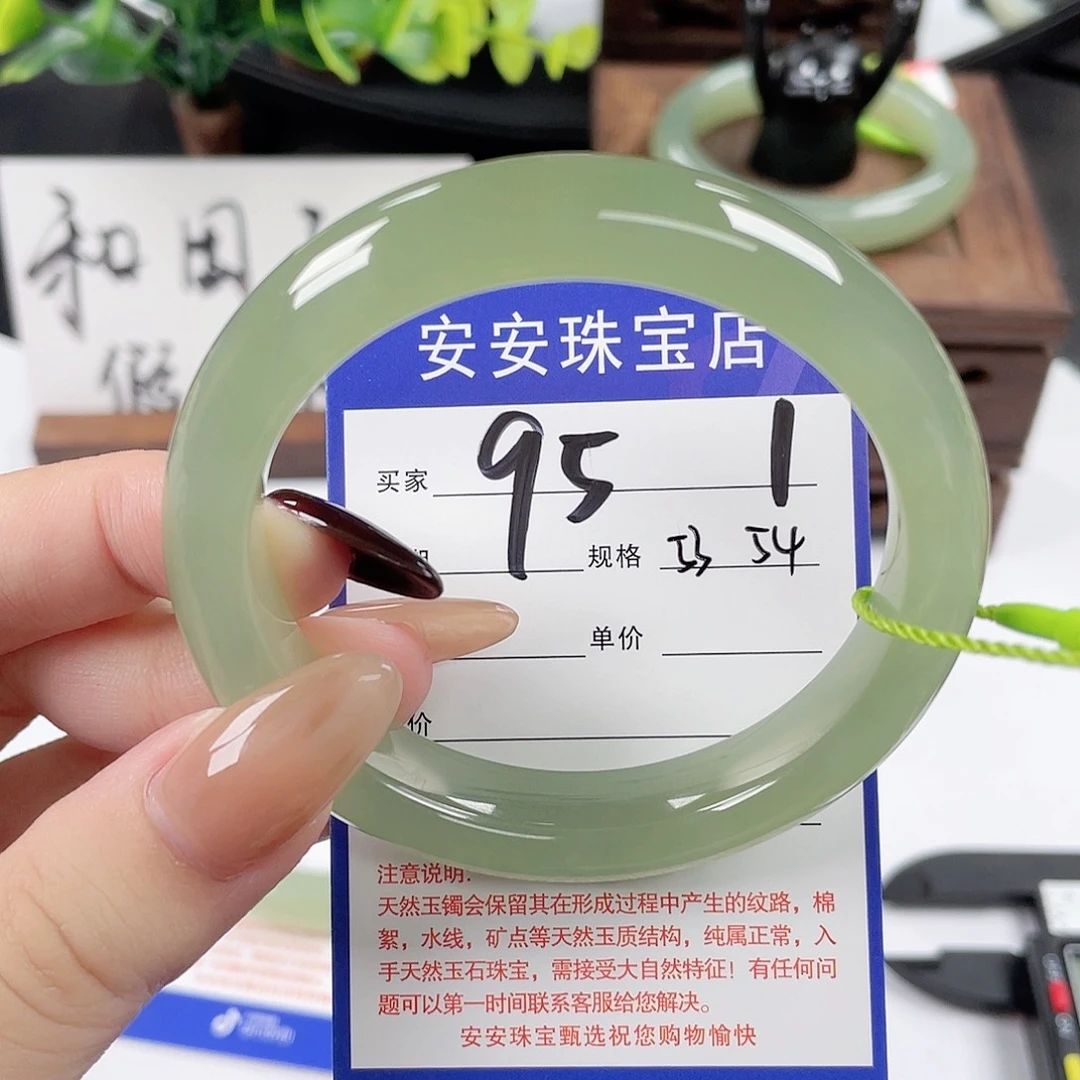 和田
假
安安珠宝店
买家 95 1
规格 53 54
单价
价
注意说明:
天然玉镯会保留其在形成过程中产生的纹路，棉
絮，水线，矿点等天然玉质结构，纯属正常，入
手天然玉石珠宝，需接受大自然特征！有任何问
题可以第一时间联系客服给您解决。
安安珠宝甄选祝您购物愉快